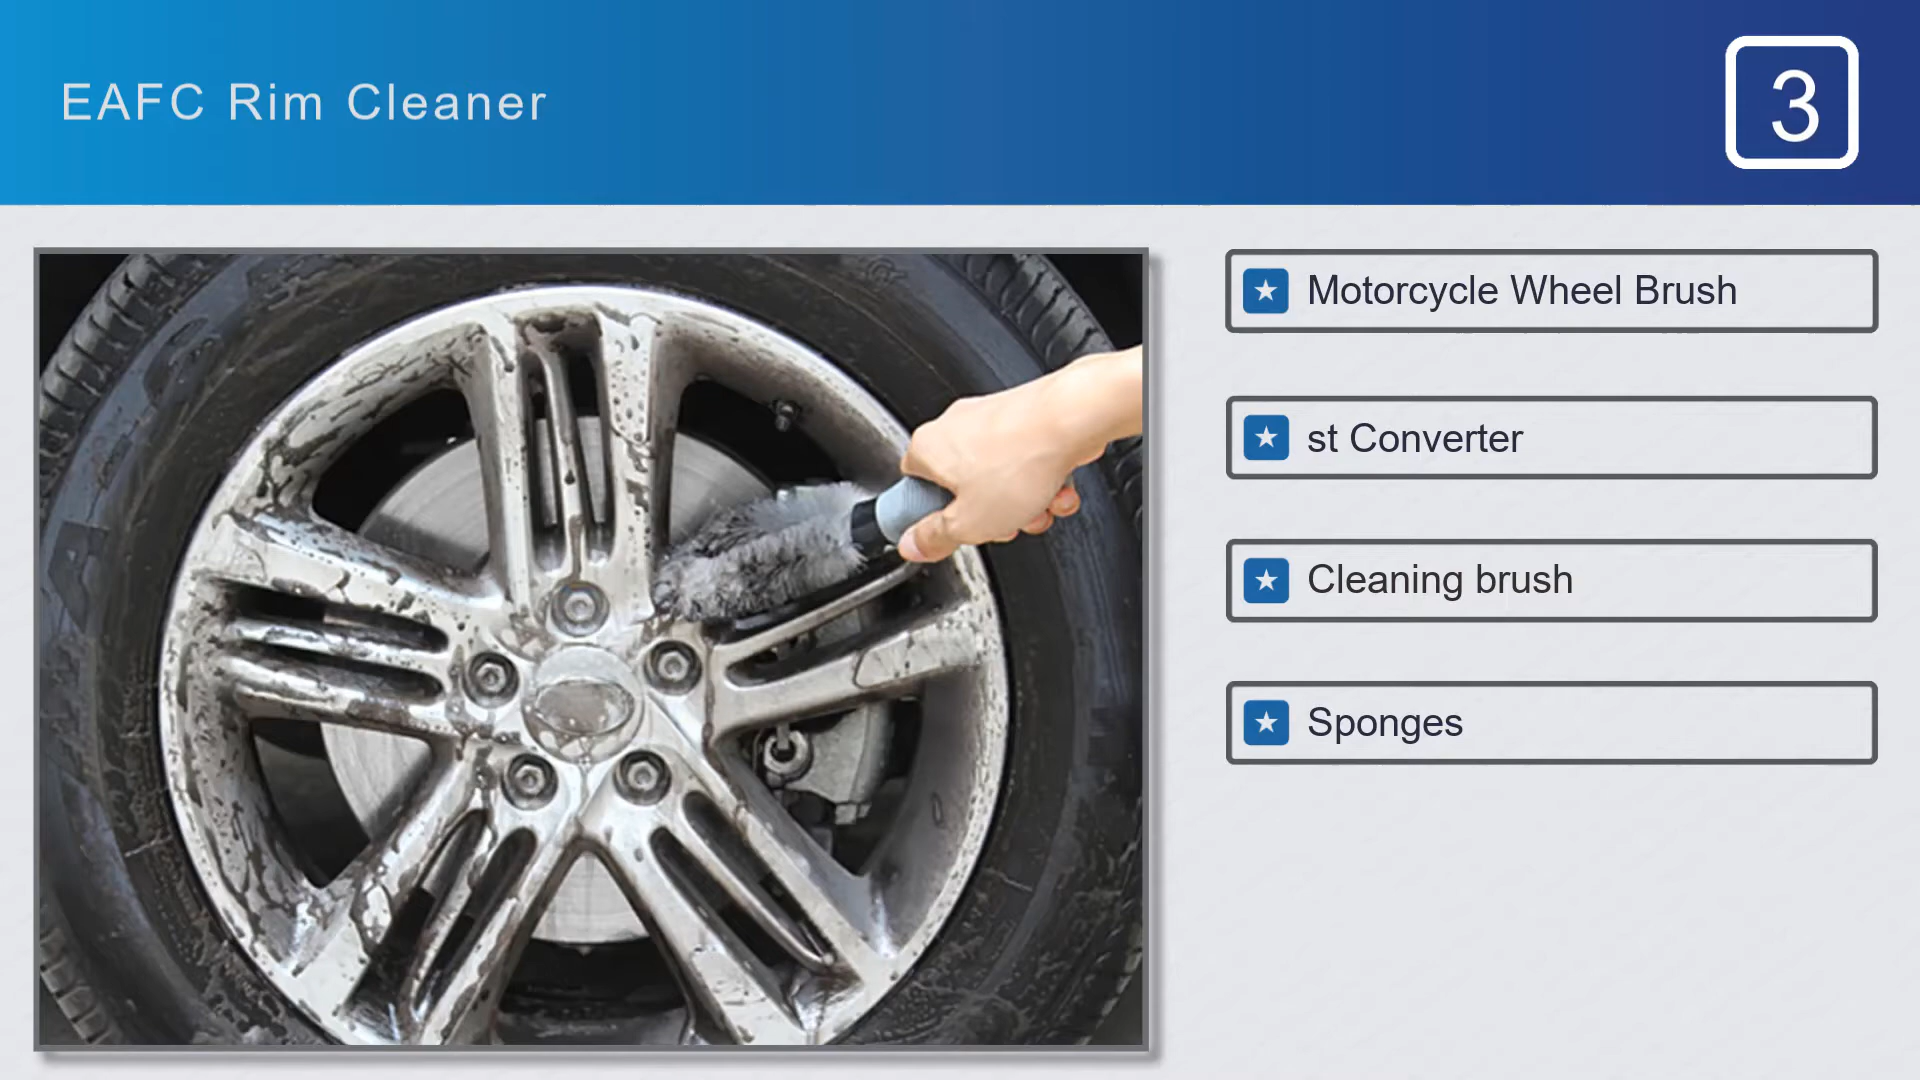 EAFC Rim Cleaner
3
Motorcycle Wheel Brush
st Converter
Cleaning brush
Sponges